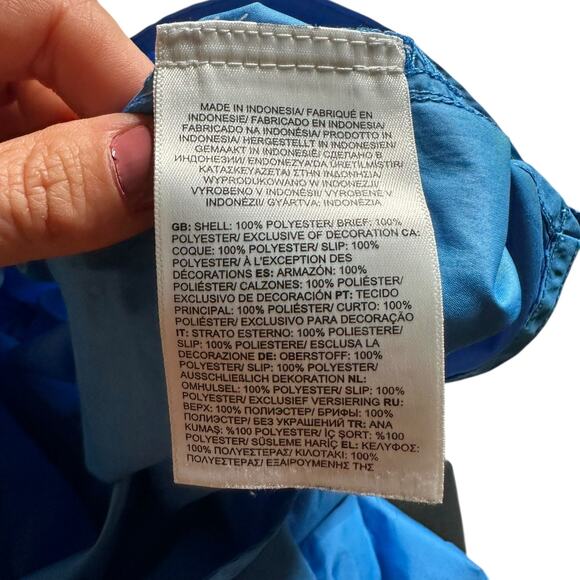 MADE IN INDONESIA/ FABRIQUÉ EN
INDONESIE/ FABRICADO EN INDONESIA/
FABRICADO NA INDONÉSIA/ PRODOTTO IN
INDONESIA/ HERGESTELLT IN INDONESIEN/
GEMAAKT IN INDONESIË/ СДЕЛАНО В
ИНДОНЕЗИИ/ ENDONEZYA'DA ÜRETİLMİŞTİR/
ΚΑΤΑΣΚΕΥΑΣΤΗΚΕ ΣΤΗΝ ΙΝΔΟΝΗΣΙΑ/
WYPRODUKOWANO W INDONEZJI/
VYROBENO V INDONÉSII/ VYROBENÉ V
INDONÉZII/ GYÁRTVA: INDONÉZIA
GB: SHELL: 100% POLYESTER/ BRIEF: 100%
POLYESTER/ EXCLUSIVE OF DECORATION CA:
COQUE: 100% POLYESTER/ SLIP: 100%
POLYESTER/ À L'EXCEPTION DES
DÉCORATIONS ES: ARMAZÓN: 100%
POLIÉSTER/ CALZONES: 100% POLIÉSTER/
EXCLUSIVO DE DECORACIÓN PT: TECIDO
PRINCIPAL: 100% POLIÉSTER/ CURTO: 100%
POLIÉSTER/ EXCLUSIVO PARA DECORAÇÃO
IT: STRATO ESTERNO: 100% POLIESTERE/
SLIP: 100% POLIESTERE/ ESCLUSA LA
DECORAZIONE DE: OBERSTOFF: 100%
POLYESTER/ SLIP: 100% POLYESTER/
AUSSCHLIEßLICH DEKORATION NL:
OMHULSEL: 100% POLYESTER/ SLIP: 100%
POLYESTER/ EXCLUSIEF VERSIERING RU:
ВЕРХ: 100% ПОЛИЭСТЕР/ БРИФЫ: 100%
ПОЛИЭСТЕР/ БЕЗ УКРАШЕНИЙ TR: ANA
KUMAŞ: %100 POLYESTER/ İÇ ŞORT: %100
POLYESTER/ SÜSLEME HARİÇ EL: ΚΕΛΥΦΟΣ:
100% ΠΟΛΥΕΣΤΕΡΑΣ/ ΚΙΛΟΤΑΚΙ: 100%
ΠΟΛΥΕΣΤΕΡΑΣ/ ΕΞΑΙΡΟΥΜΕΝΗΣ ΤΗΣ